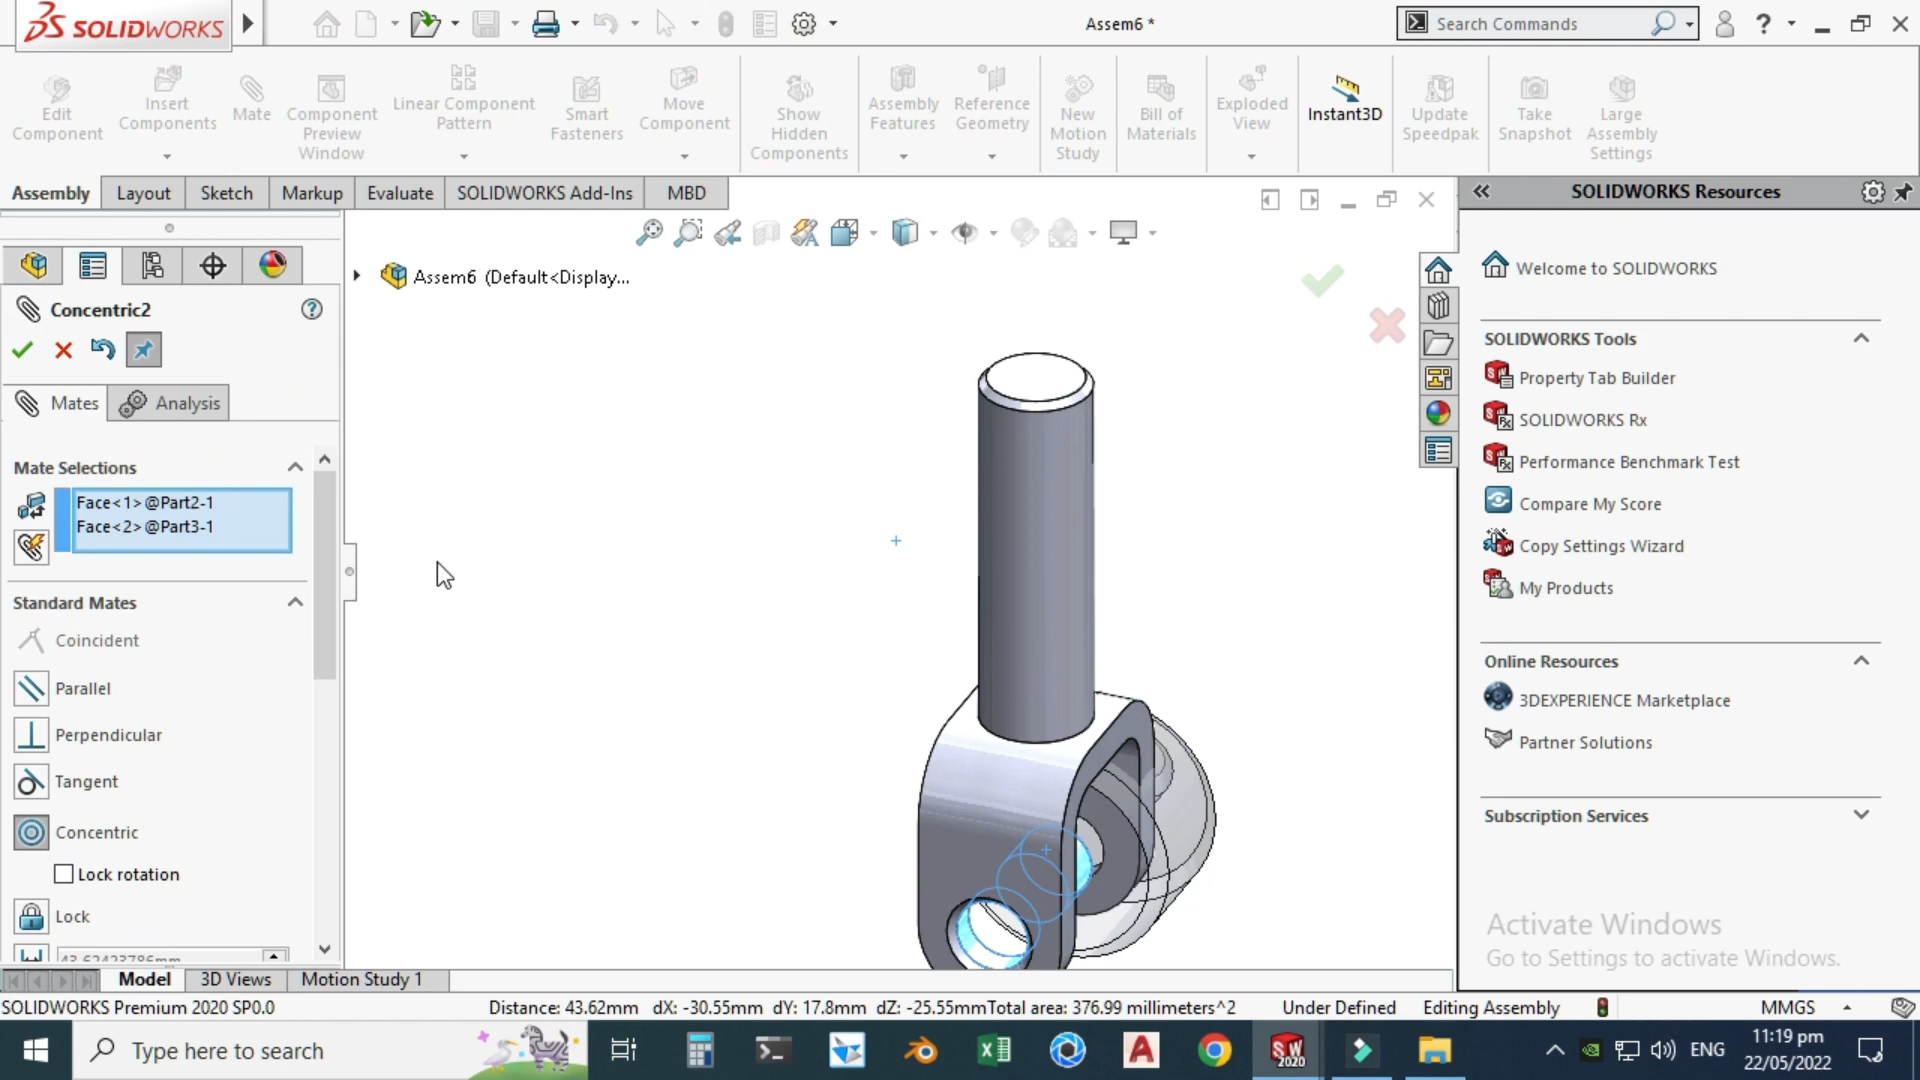 SOLIDWORKS
Assem6 *
Search Commands
?
Edit
Component
Insert
Components
Mate
Component
Preview
Window
Linear Component
Pattern
Smart
Fasteners
Move
Component
Show
Hidden
Components
Assembly
Features
Reference
Geometry
New
Motion
Study
Bill of
Materials
Exploded
View
Instant3D
Update
Speedpak
Take
Snapshot
Large
Assembly
Settings
Assembly
Layout
Sketch
Markup
Evaluate
SOLIDWORKS Add-Ins
MBD
SOLIDWORKS Resources
Assem6 (Default<Display...
Concentric2
?
Mates
Analysis
Mate Selections
Face<1>@Part2-1
Face<2>@Part3-1
Standard Mates
Coincident
Parallel
Perpendicular
Tangent
Concentric
Lock rotation
Lock
43.62423786mm
Welcome to SOLIDWORKS
SOLIDWORKS Tools
Property Tab Builder
SOLIDWORKS Rx
Performance Benchmark Test
Compare My Score
Copy Settings Wizard
My Products
Online Resources
3DEXPERIENCE Marketplace
Partner Solutions
Subscription Services
Activate Windows
Go to Settings to activate Windows.
Model
3D Views
Motion Study 1
SOLIDWORKS Premium 2020 SP0.0
Distance: 43.62mm dX: -30.55mm dY: 17.8mm dZ: -25.55mmTotal area: 376.99 millimeters^2
Under Defined
Editing Assembly
MMGS
Type here to search
SW
2020
ENG
11:19 pm
22/05/2022